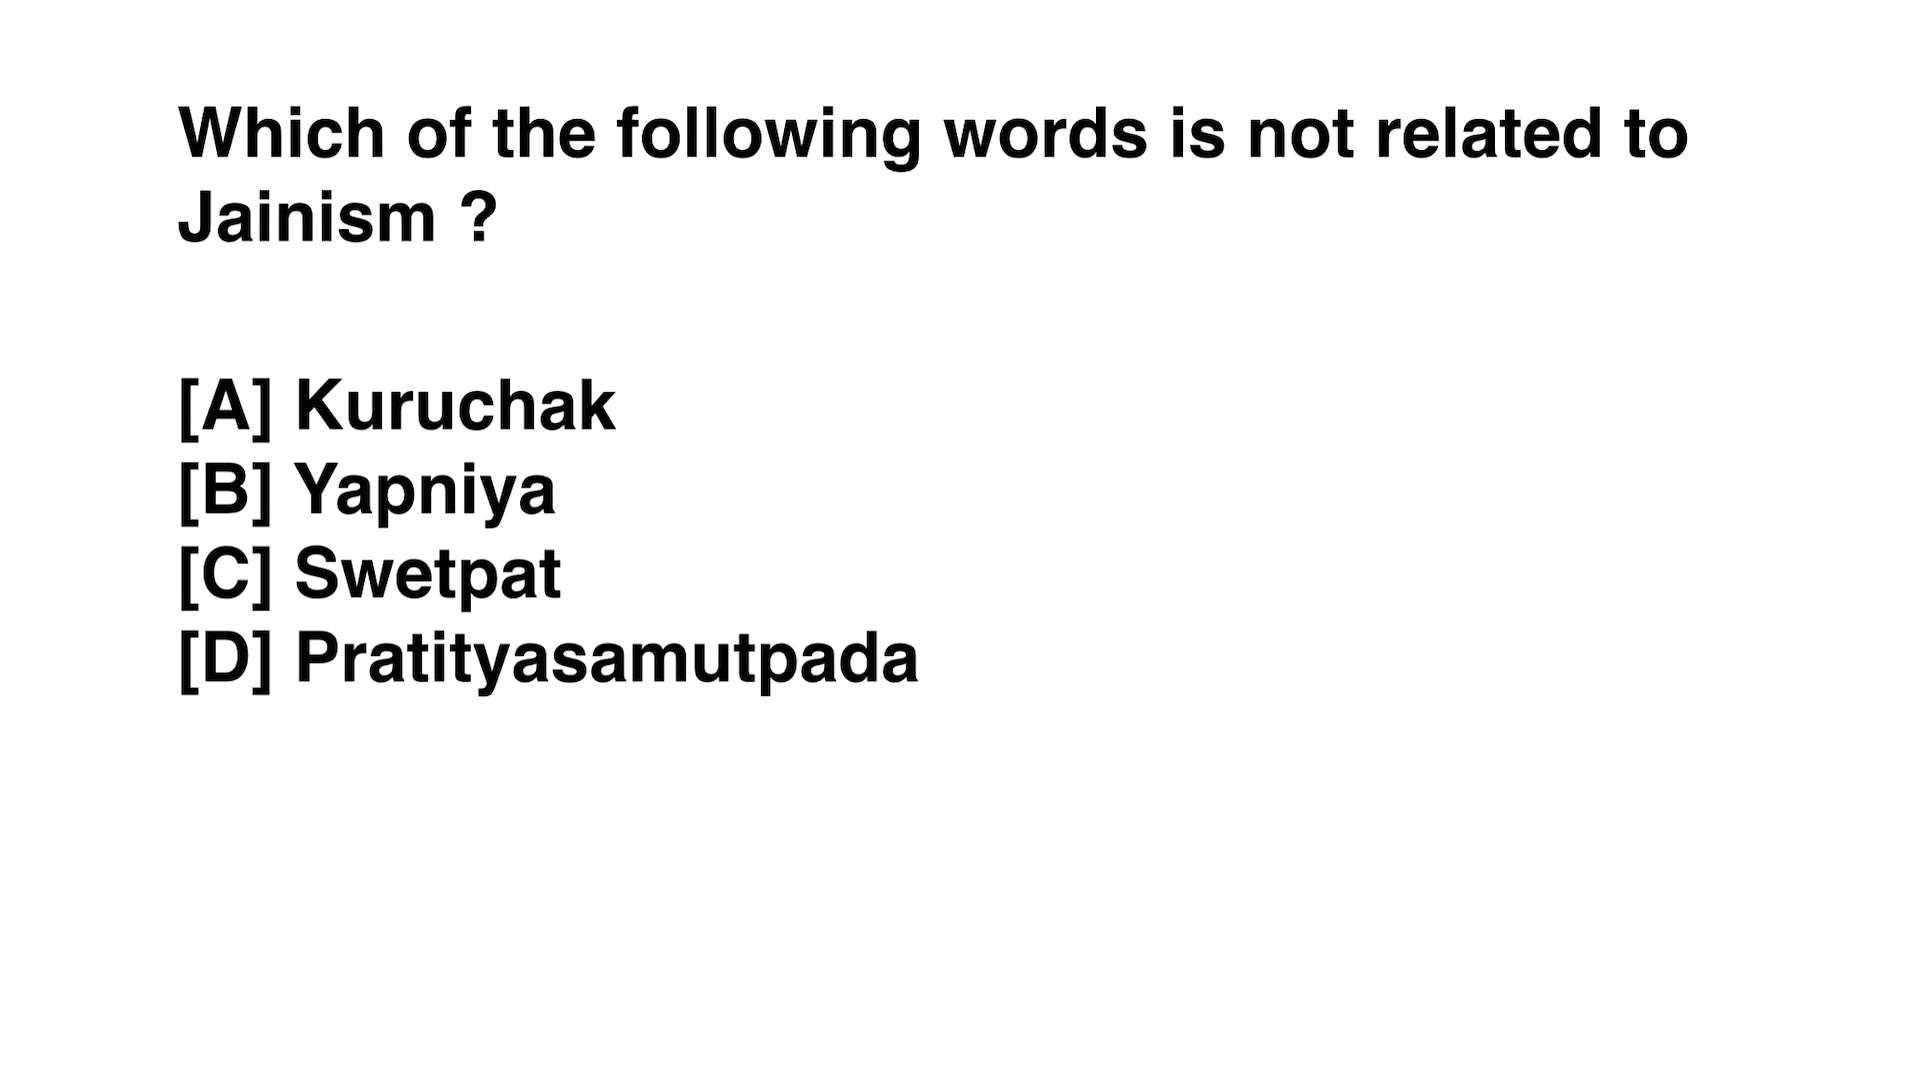 Which of the following words is not related to
Jainism ?
[A] Kuruchak
[B] Yapniya
[C] Swetpat
[D] Pratityasamutpada